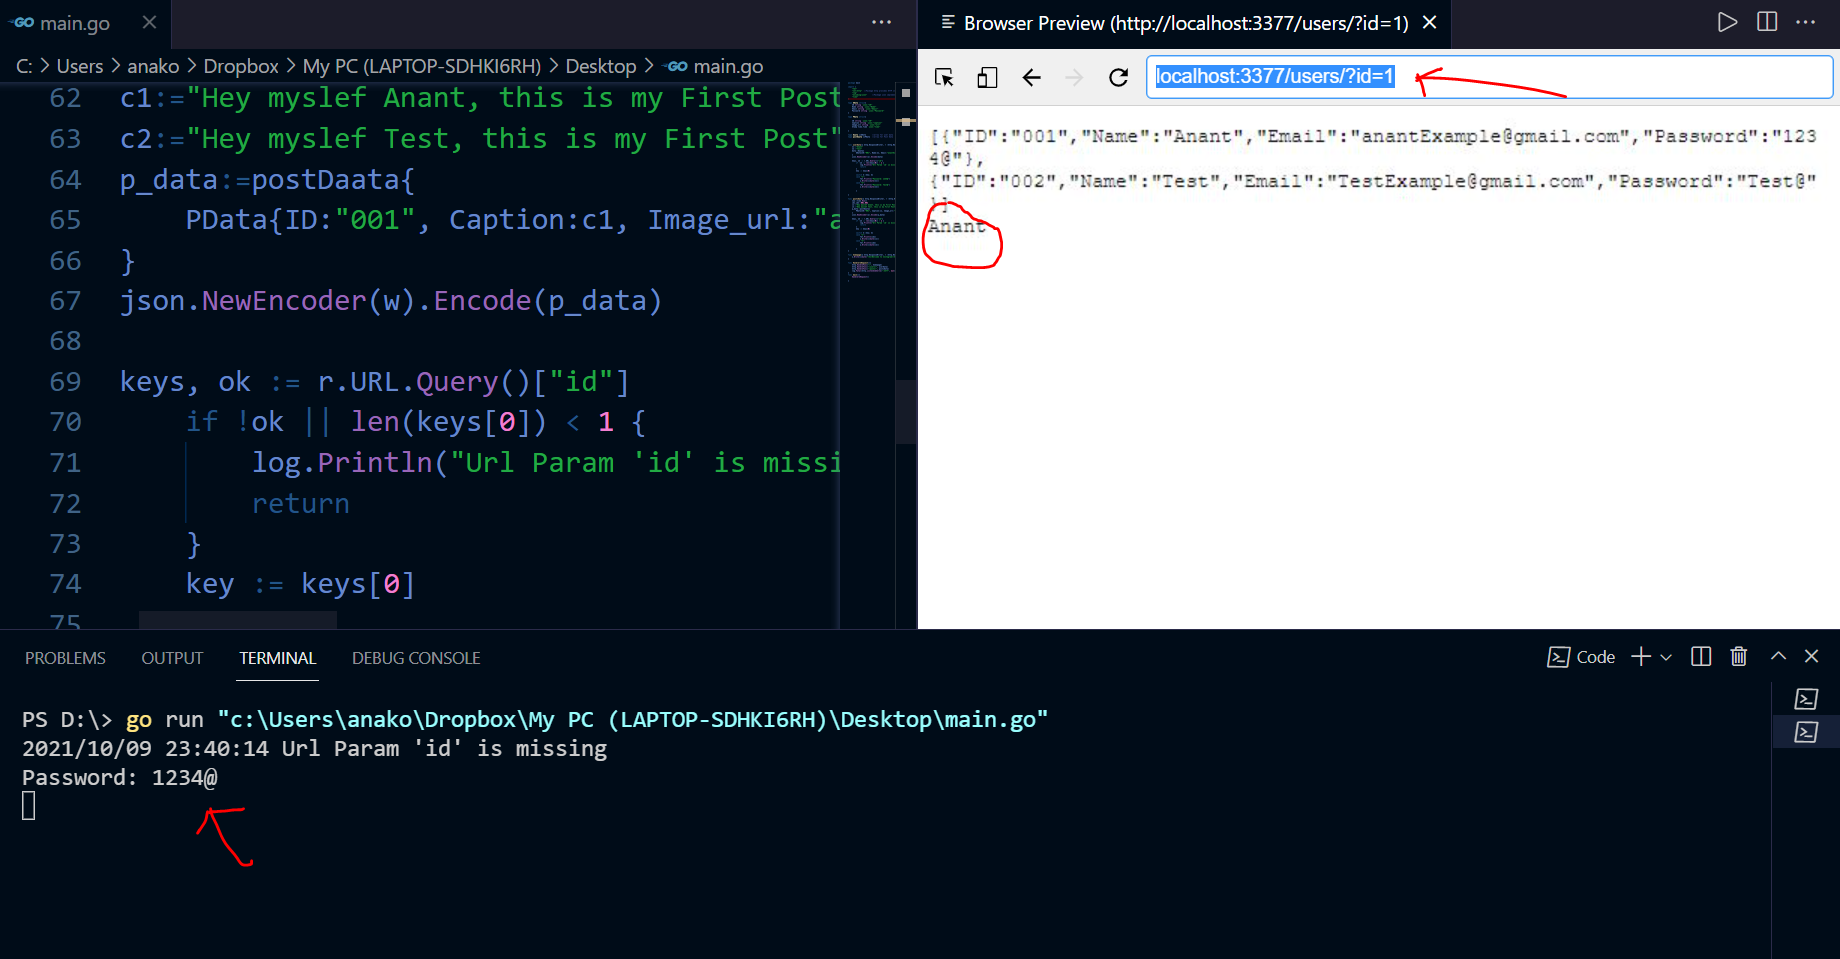 main.go
Browser Preview (http://localhost:3377/users/?id=1)
C: > Users > anako > Dropbox > My PC (LAPTOP-SDHKI6RH) > Desktop > main.go
localhost:3377/users/?id=1
62 c1:="Hey myslef Anant, this is my First Post
63 c2:="Hey myslef Test, this is my First Post"
64 p_data:=postDaata{
65 PData{ID:"001", Caption:c1, Image_url:"a
66 }
67 json.NewEncoder(w).Encode(p_data)
68
69 keys, ok := r.URL.Query()["id"]
70 if !ok || len(keys[0]) < 1 {
71 log.Println("Url Param 'id' is missi
72 return
73 }
74 key := keys[0]
75
[{"ID":"001","Name":"Anant","Email":"anantExample@gmail.com","Password":"123
4@"},
{"ID":"002","Name":"Test","Email":"TestExample@gmail.com","Password":"Test@"
}]
Anant
PROBLEMS OUTPUT TERMINAL DEBUG CONSOLE
Code
PS D:\> go run "c:\Users\anako\Dropbox\My PC (LAPTOP-SDHKI6RH)\Desktop\main.go"
2021/10/09 23:40:14 Url Param 'id' is missing
Password: 1234@